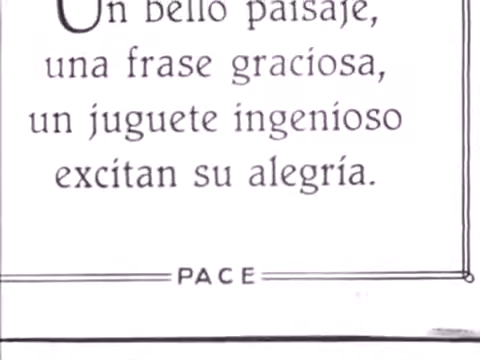 Un bello paisaje,
una frase graciosa,
un juguete ingenioso
excitan su alegría.
PACE